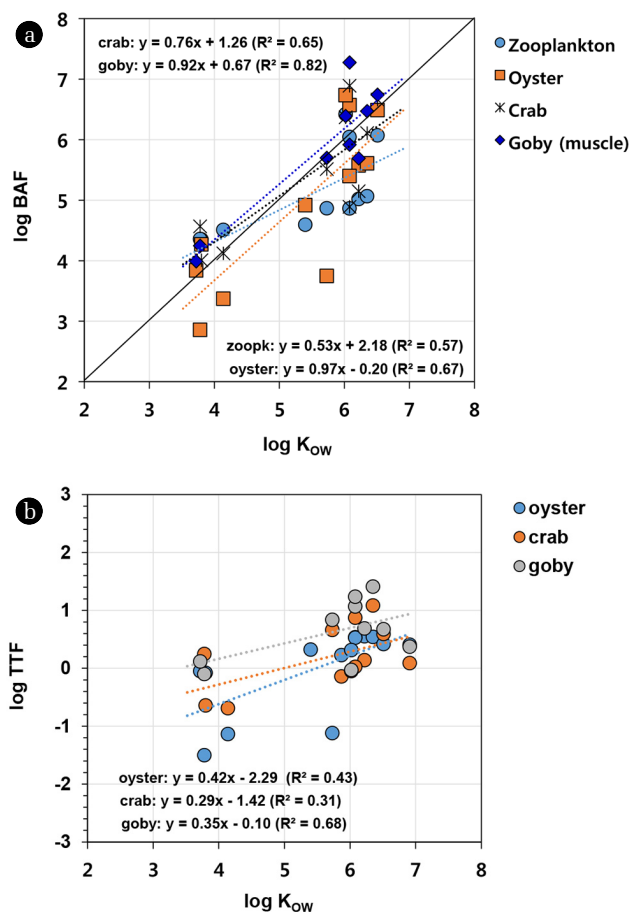 a
crab: y = 0.76x + 1.26 (R² = 0.65)
goby: y = 0.92x + 0.67 (R² = 0.82)
Zooplankton
Oyster
Crab
Goby (muscle)
8
7
6
5
4
3
2
log BAF
zoopk: y = 0.53x + 2.18 (R² = 0.57)
oyster: y = 0.97x - 0.20 (R² = 0.67)
2 3 4 5 6 7 8
log KOW
b
oyster
crab
goby
3
2
1
0
-1
-2
-3
log TTF
oyster: y = 0.42x - 2.29 (R² = 0.43)
crab: y = 0.29x - 1.42 (R² = 0.31)
goby: y = 0.35x - 0.10 (R² = 0.68)
2 3 4 5 6 7 8
log KOW